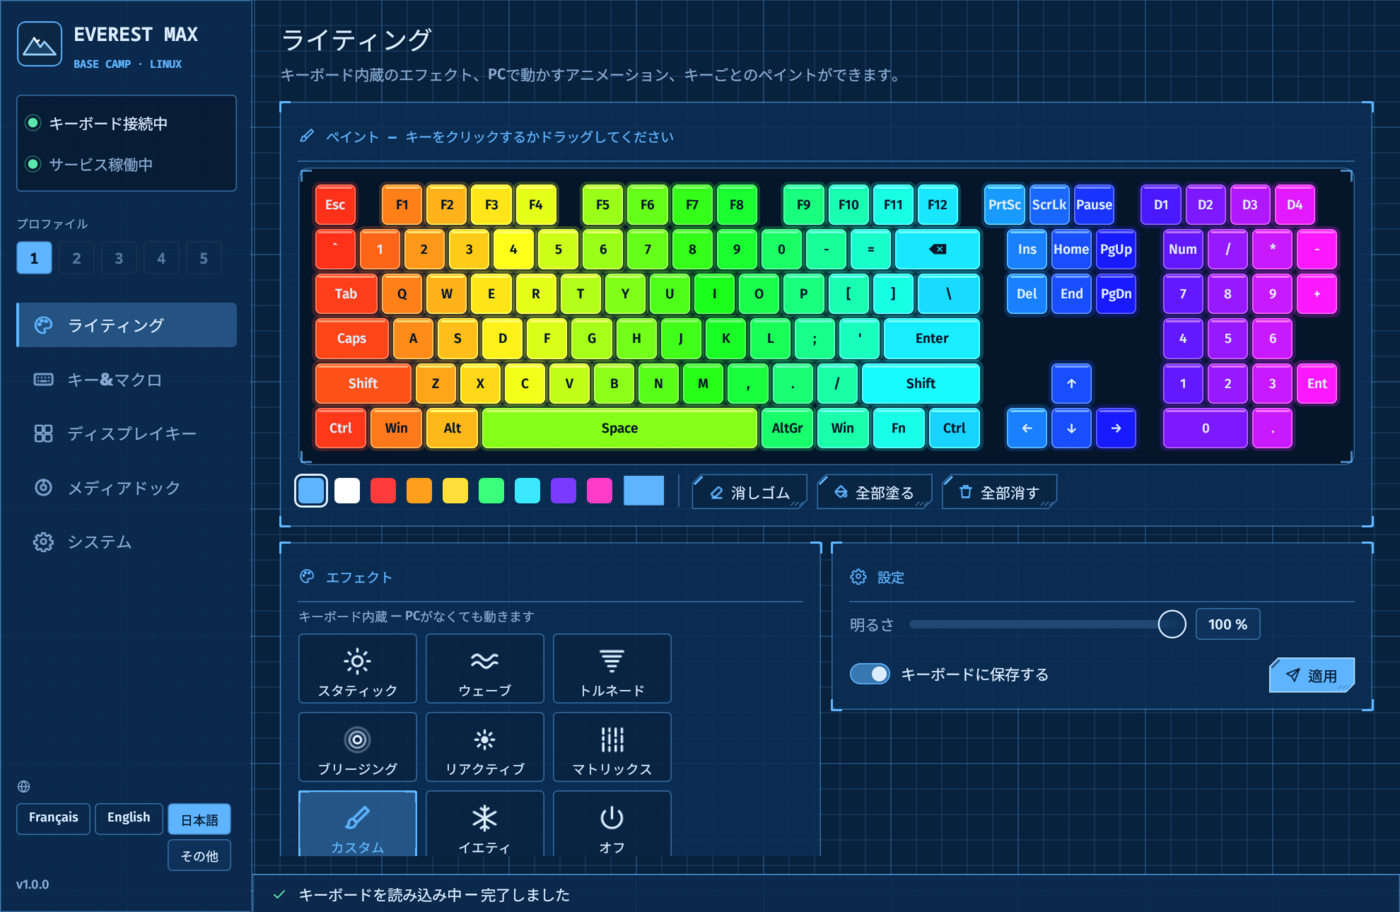 EVEREST MAX
BASE CAMP · LINUX
キーボード接続中
サービス稼働中
プロファイル
1 2 3 4 5
ライティング
キー&マクロ
ディスプレイキー
メディアドック
システム
Français English 日本語
その他
v1.0.0
ライティング
キーボード内蔵のエフェクト、PCで動かすアニメーション、キーごとのペイントができます。
ペイント — キーをクリックするかドラッグしてください
Esc F1 F2 F3 F4 F5 F6 F7 F8 F9 F10 F11 F12 PrtSc ScrLk Pause D1 D2 D3 D4
` 1 2 3 4 5 6 7 8 9 0 - = Ins Home PgUp Num / * -
Tab Q W E R T Y U I O P [ ] \ Del End PgDn 7 8 9 +
Caps A S D F G H J K L ; ' Enter 4 5 6
Shift Z X C V B N M , . / Shift ↑ 1 2 3 Ent
Ctrl Win Alt Space AltGr Win Fn Ctrl ← ↓ → 0 .
消しゴム 全部塗る 全部消す
エフェクト
キーボード内蔵 — PCがなくても動きます
スタティック ウェーブ トルネード
ブリージング リアクティブ マトリックス
カスタム イエティ オフ
設定
明るさ 100 %
キーボードに保存する 適用
キーボードを読み込み中 — 完了しました